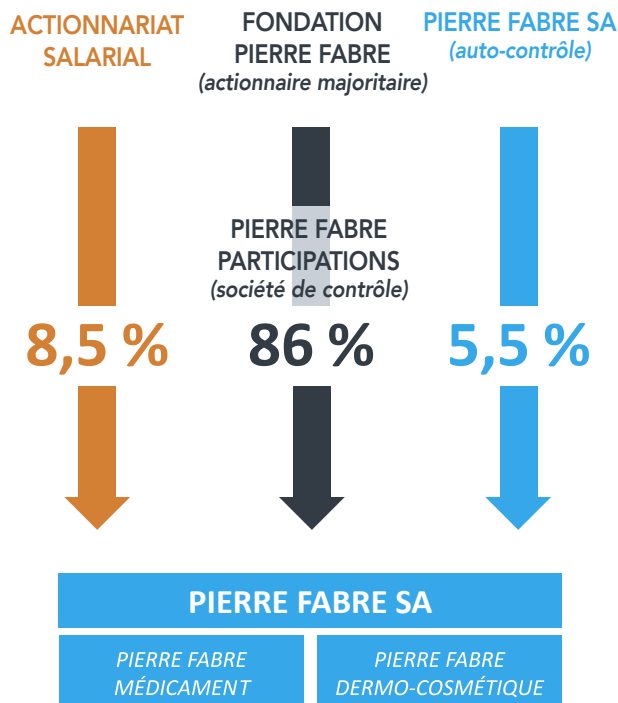 ACTIONNARIAT
SALARIAL
FONDATION
PIERRE FABRE
(actionnaire majoritaire)
PIERRE FABRE SA
(auto-contrôle)
PIERRE FABRE
PARTICIPATIONS
(société de contrôle)
8,5 %
86 %
5,5 %
PIERRE FABRE SA
PIERRE FABRE
MÉDICAMENT
PIERRE FABRE
DERMO-COSMÉTIQUE